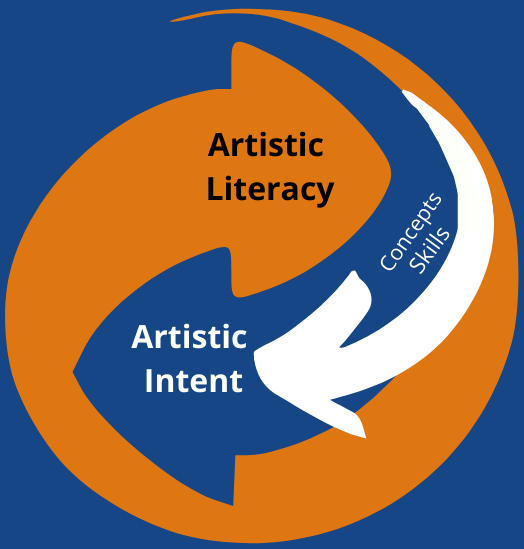 Artistic
Literacy
Concepts
Skills
Artistic
Intent